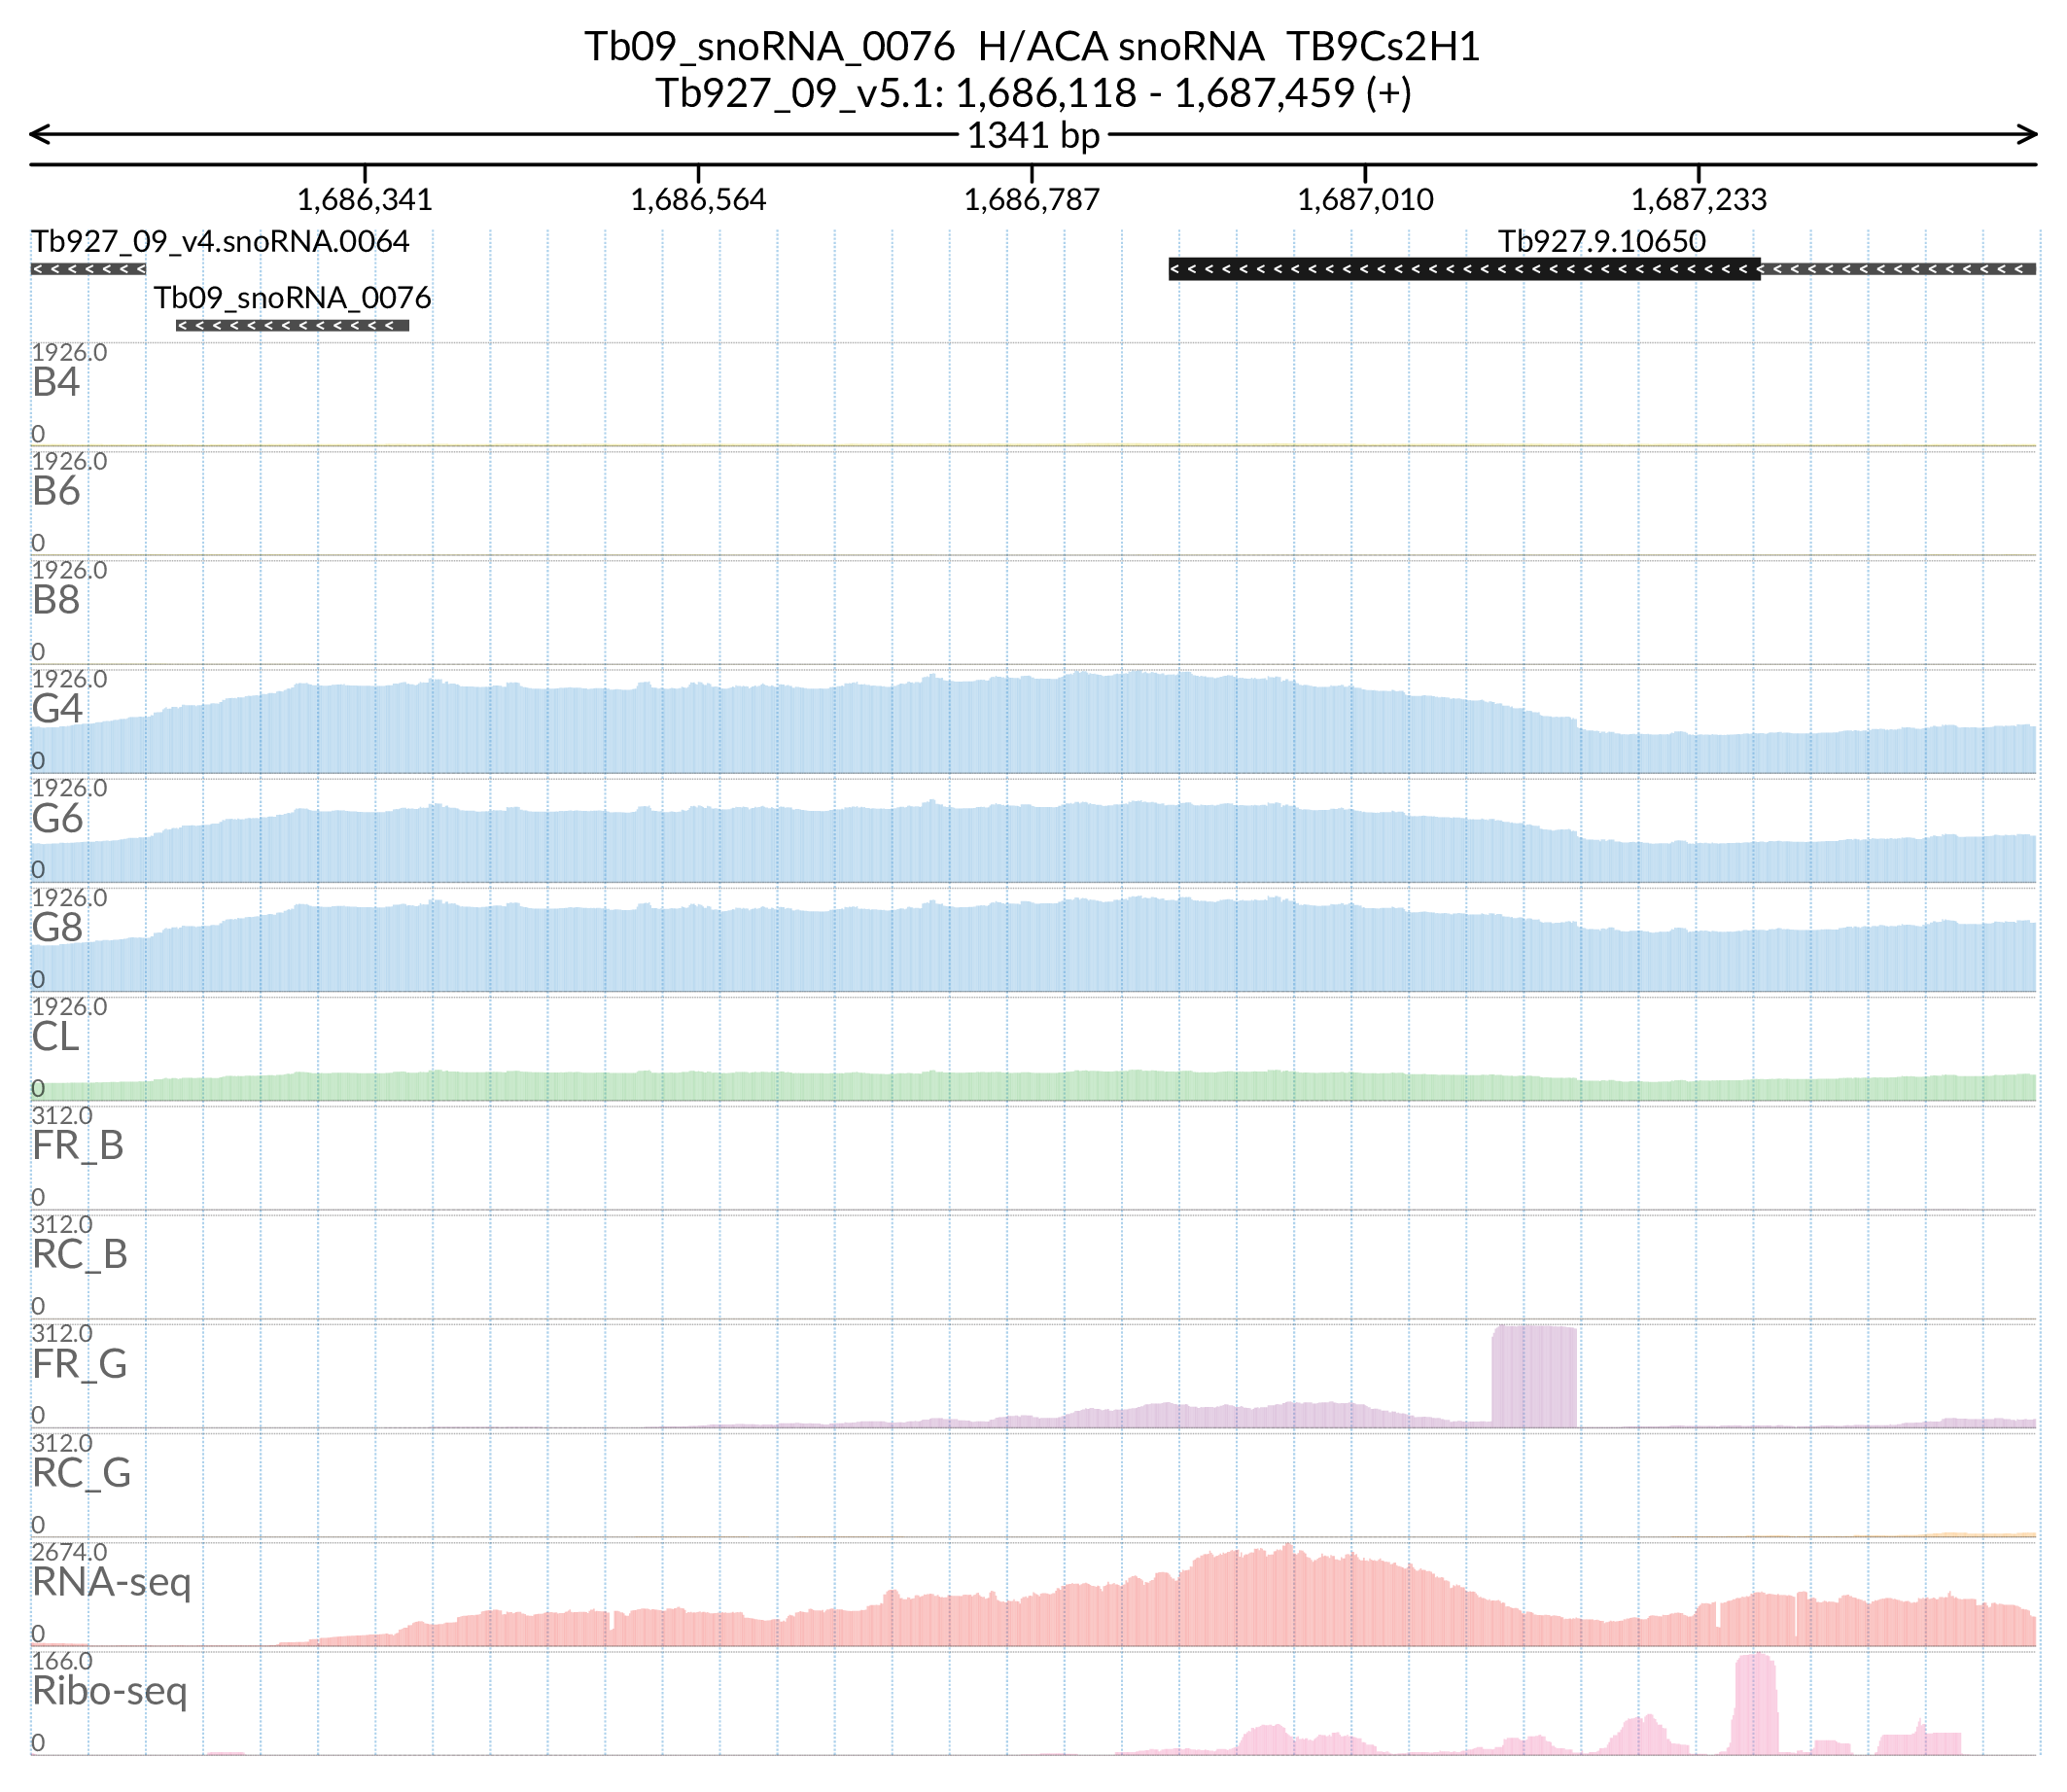 Tb09_snoRNA_0076 H/ACA snoRNA TB9Cs2H1
Tb927_09_v5.1: 1,686,118 - 1,687,459 (+)
1341 bp
1,686,341 1,686,564 1,686,787 1,687,010 1,687,233
Tb927_09_v4.snoRNA.0064 Tb927.9.10650
Tb09_snoRNA_0076
1926.0
B4
0
1926.0
B6
0
1926.0
B8
0
1926.0
G4
0
1926.0
G6
0
1926.0
G8
0
1926.0
CL
0
312.0
FR_B
0
312.0
RC_B
0
312.0
FR_G
0
312.0
RC_G
0
2674.0
RNA-seq
0
166.0
Ribo-seq
0